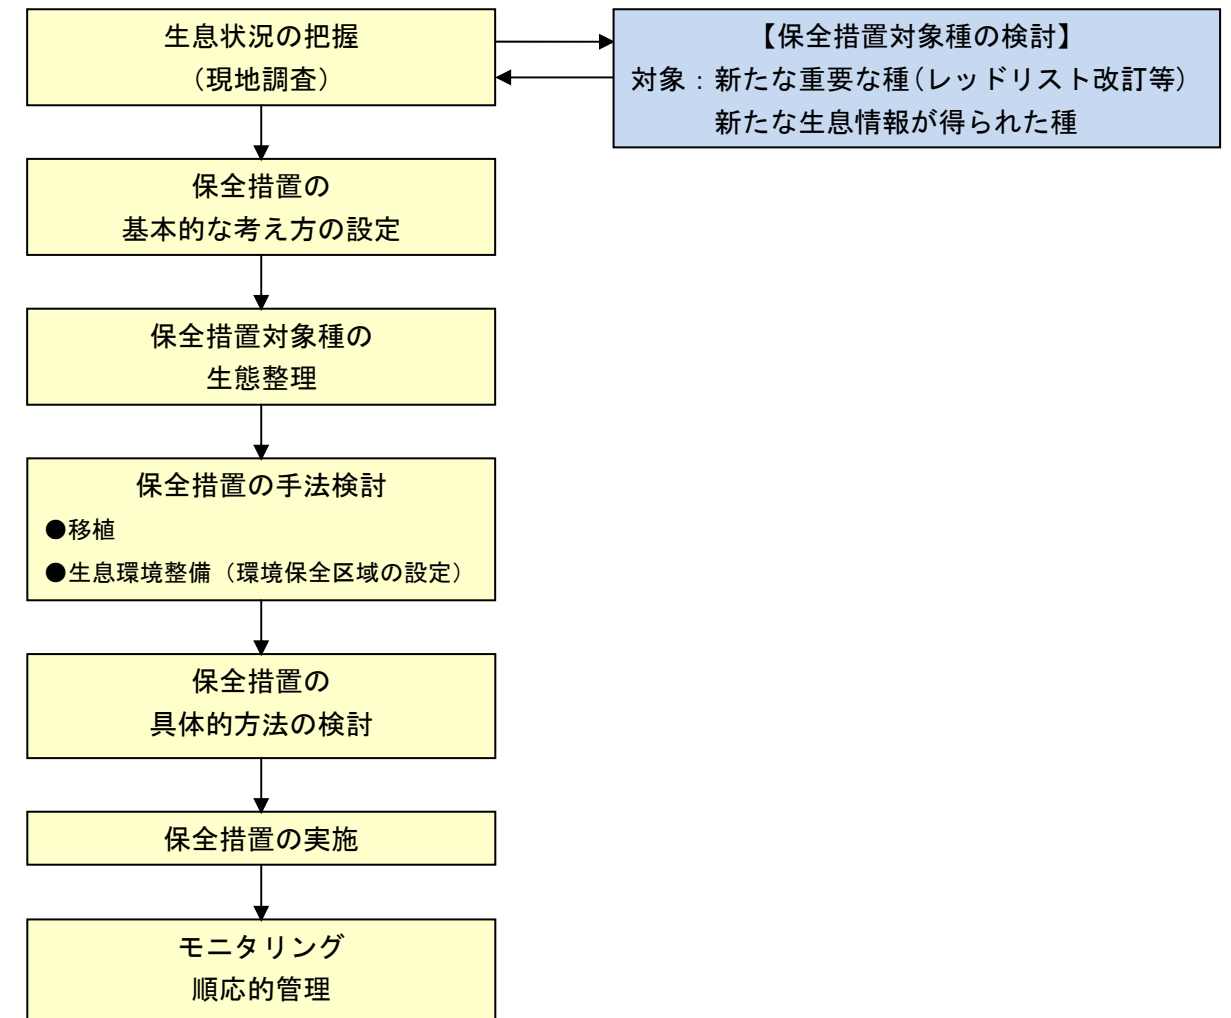 生息状況の把握
（現地調査）
【保全措置対象種の検討】
対象：新たな重要な種（レッドリスト改訂等）
新たな生息情報が得られた種
保全措置の
基本的な考え方の設定
保全措置対象種の
生態整理
保全措置の手法検討
●移植
●生息環境整備（環境保全区域の設定）
保全措置の
具体的方法の検討
保全措置の実施
モニタリング
順応的管理